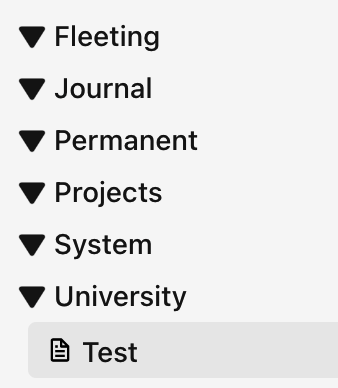 Fleeting
Journal
Permanent
Projects
System
University
Test